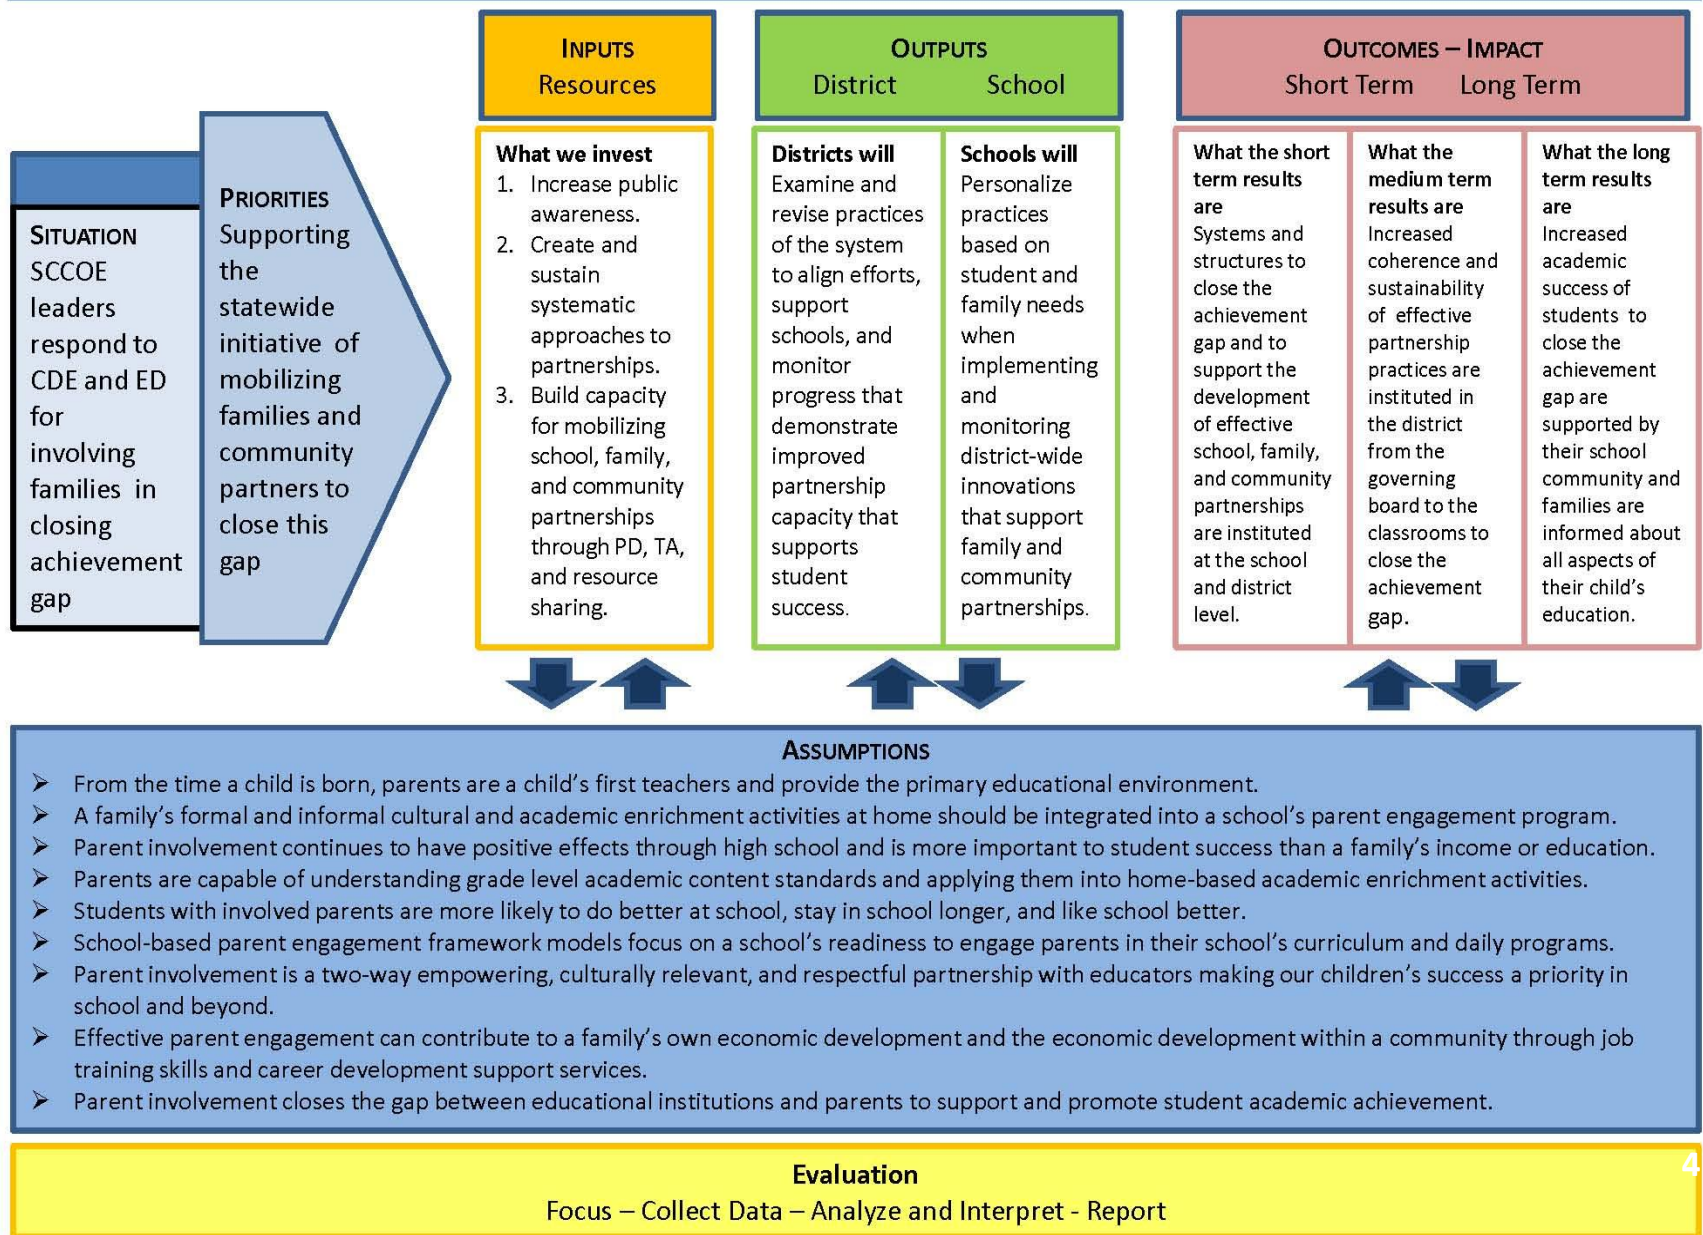 SITUATION
SCCOE
leaders
respond to
CDE and ED
for
involving
families in
closing
achievement
gap
PRIORITIES
Supporting
the
statewide
initiative of
mobilizing
families and
community
partners to
close this
gap
INPUTS
Resources
What we invest
1. Increase public
awareness.
2. Create and
sustain
systematic
approaches to
partnerships.
3. Build capacity
for mobilizing
school, family,
and community
partnerships
through PD, TA,
and resource
sharing.
OUTPUTS
District School
Districts will
Examine and
revise practices
of the system
to align efforts,
support
schools, and
monitor
progress that
demonstrate
improved
partnership
capacity that
supports
student
success.
Schools will
Personalize
practices
based on
student and
family needs
when
implementing
and
monitoring
district-wide
innovations
that support
family and
community
partnerships.
OUTCOMES – IMPACT
Short Term Long Term
What the short
term results
are
Systems and
structures to
close the
achievement
gap and to
support the
development
of effective
school, family,
and community
partnerships
are instituted
at the school
and district
level.
What the
medium term
results are
Increased
coherence and
sustainability
of effective
partnership
practices are
instituted in
the district
from the
governing
board to the
classrooms to
close the
achievement
gap.
What the long
term results
are
Increased
academic
success of
students to
close the
achievement
gap are
supported by
their school
community and
families are
informed about
all aspects of
their child's
education.
ASSUMPTIONS
➢ From the time a child is born, parents are a child's first teachers and provide the primary educational environment.
➢ A family's formal and informal cultural and academic enrichment activities at home should be integrated into a school's parent engagement program.
➢ Parent involvement continues to have positive effects through high school and is more important to student success than a family's income or education.
➢ Parents are capable of understanding grade level academic content standards and applying them into home-based academic enrichment activities.
➢ Students with involved parents are more likely to do better at school, stay in school longer, and like school better.
➢ School-based parent engagement framework models focus on a school's readiness to engage parents in their school's curriculum and daily programs.
➢ Parent involvement is a two-way empowering, culturally relevant, and respectful partnership with educators making our children's success a priority in
school and beyond.
➢ Effective parent engagement can contribute to a family's own economic development and the economic development within a community through job
training skills and career development support services.
➢ Parent involvement closes the gap between educational institutions and parents to support and promote student academic achievement.
4
Evaluation
Focus – Collect Data – Analyze and Interpret - Report